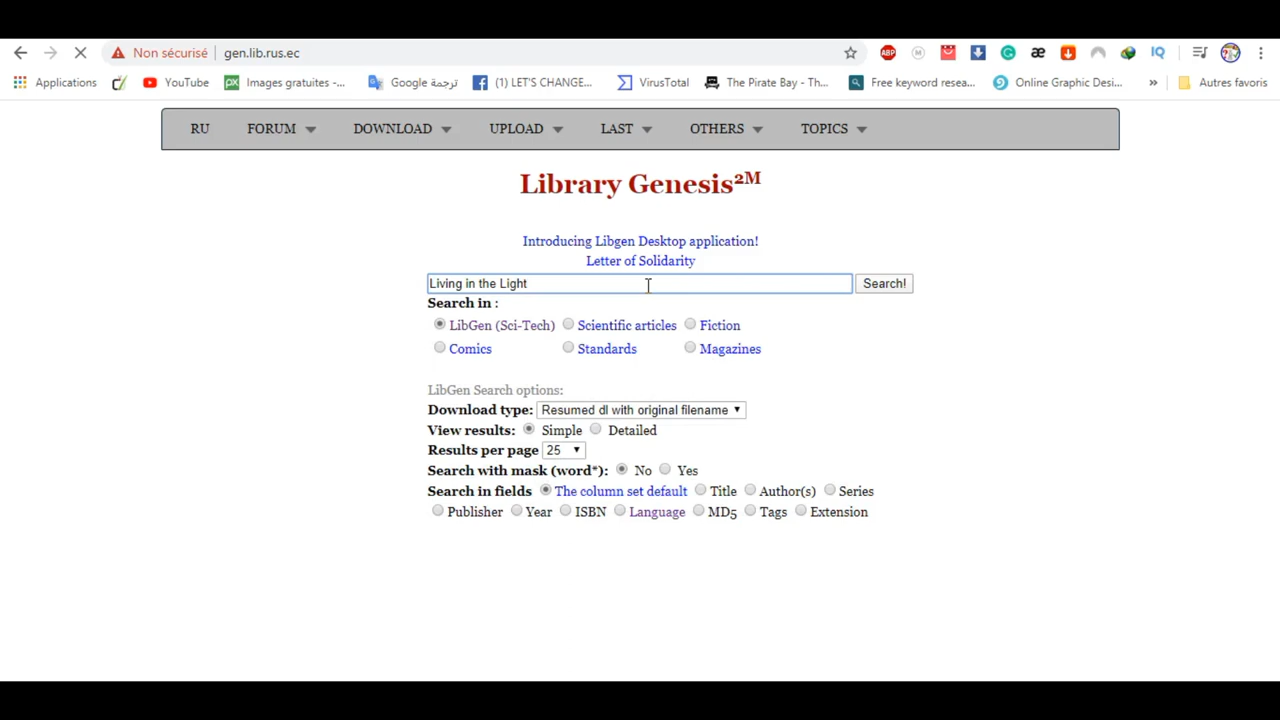 Non sécurisé gen.lib.rus.ec
ABP M æ IQ
Applications YouTube px Images gratuites -... Google ترجمة (1) LET'S CHANGE... VirusTotal The Pirate Bay - Th... Free keyword resea... Online Graphic Desi... » Autres favoris
RU FORUM DOWNLOAD UPLOAD LAST OTHERS TOPICS
Library Genesis2M
Introducing Libgen Desktop application!
Letter of Solidarity
Living in the Light Search!
Search in :
LibGen (Sci-Tech) Scientific articles Fiction
Comics Standards Magazines
LibGen Search options:
Download type: Resumed dl with original filename
View results: Simple Detailed
Results per page 25
Search with mask (word*): No Yes
Search in fields The column set default Title Author(s) Series
Publisher Year ISBN Language MD5 Tags Extension